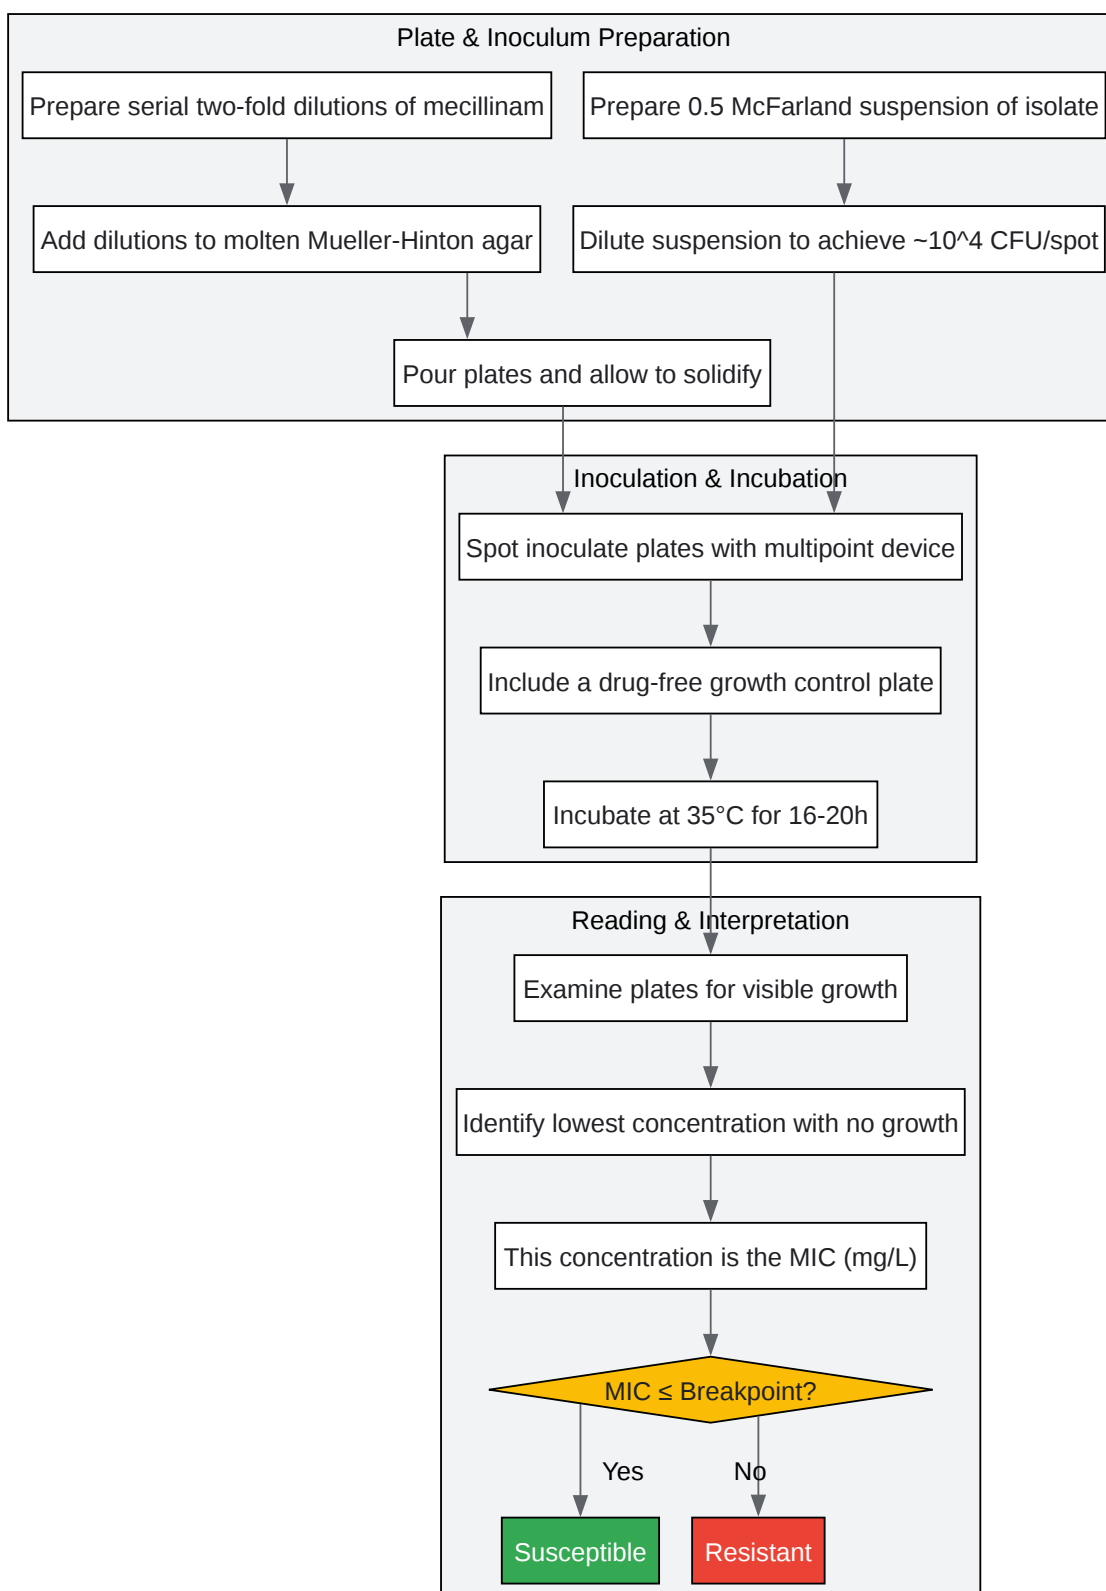 Plate & Inoculum Preparation
Prepare serial two-fold dilutions of mecillinam
Prepare 0.5 McFarland suspension of isolate
Add dilutions to molten Mueller-Hinton agar
Dilute suspension to achieve ~10^4 CFU/spot
Pour plates and allow to solidify
Inoculation & Incubation
Spot inoculate plates with multipoint device
Include a drug-free growth control plate
Incubate at 35°C for 16-20h
Reading & Interpretation
Examine plates for visible growth
Identify lowest concentration with no growth
This concentration is the MIC (mg/L)
MIC ≤ Breakpoint?
Yes
No
Susceptible
Resistant